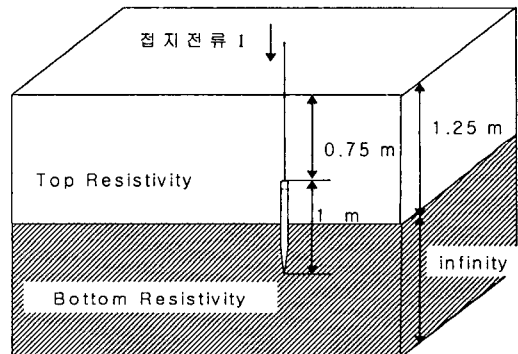 접지전류 I
0.75 m
1.25 m
Top Resistivity
1 m
infinity
Bottom Resistivity